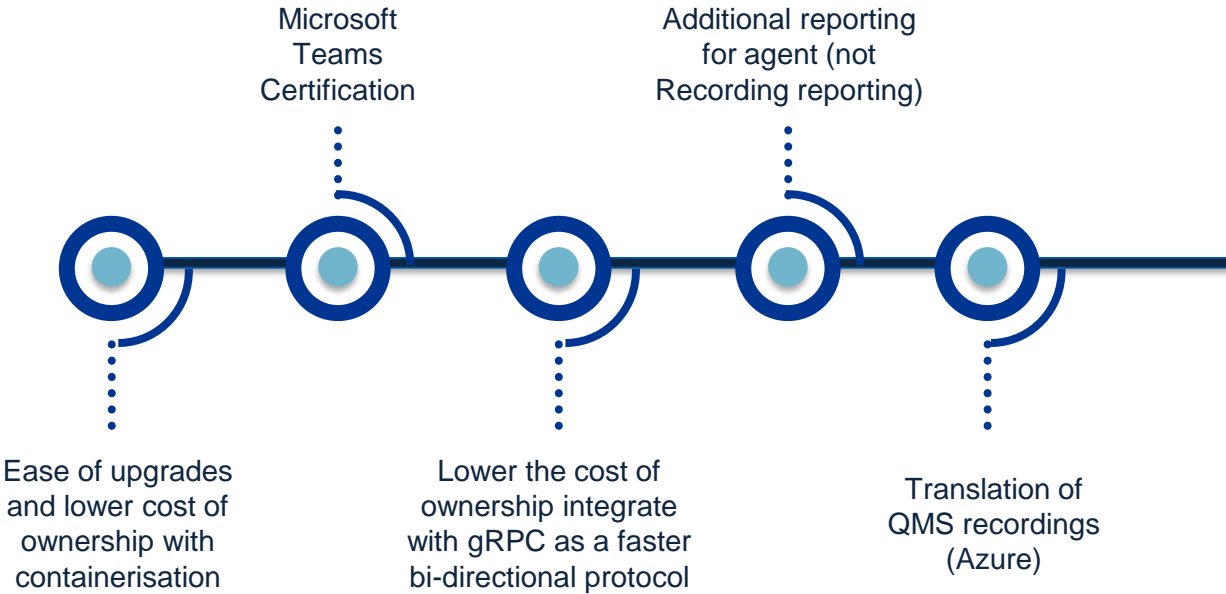 Microsoft
Teams
Certification
Additional reporting
for agent (not
Recording reporting)
Ease of upgrades
and lower cost of
ownership with
containerisation
Lower the cost of
ownership integrate
with gRPC as a faster
bi-directional protocol
Translation of
QMS recordings
(Azure)